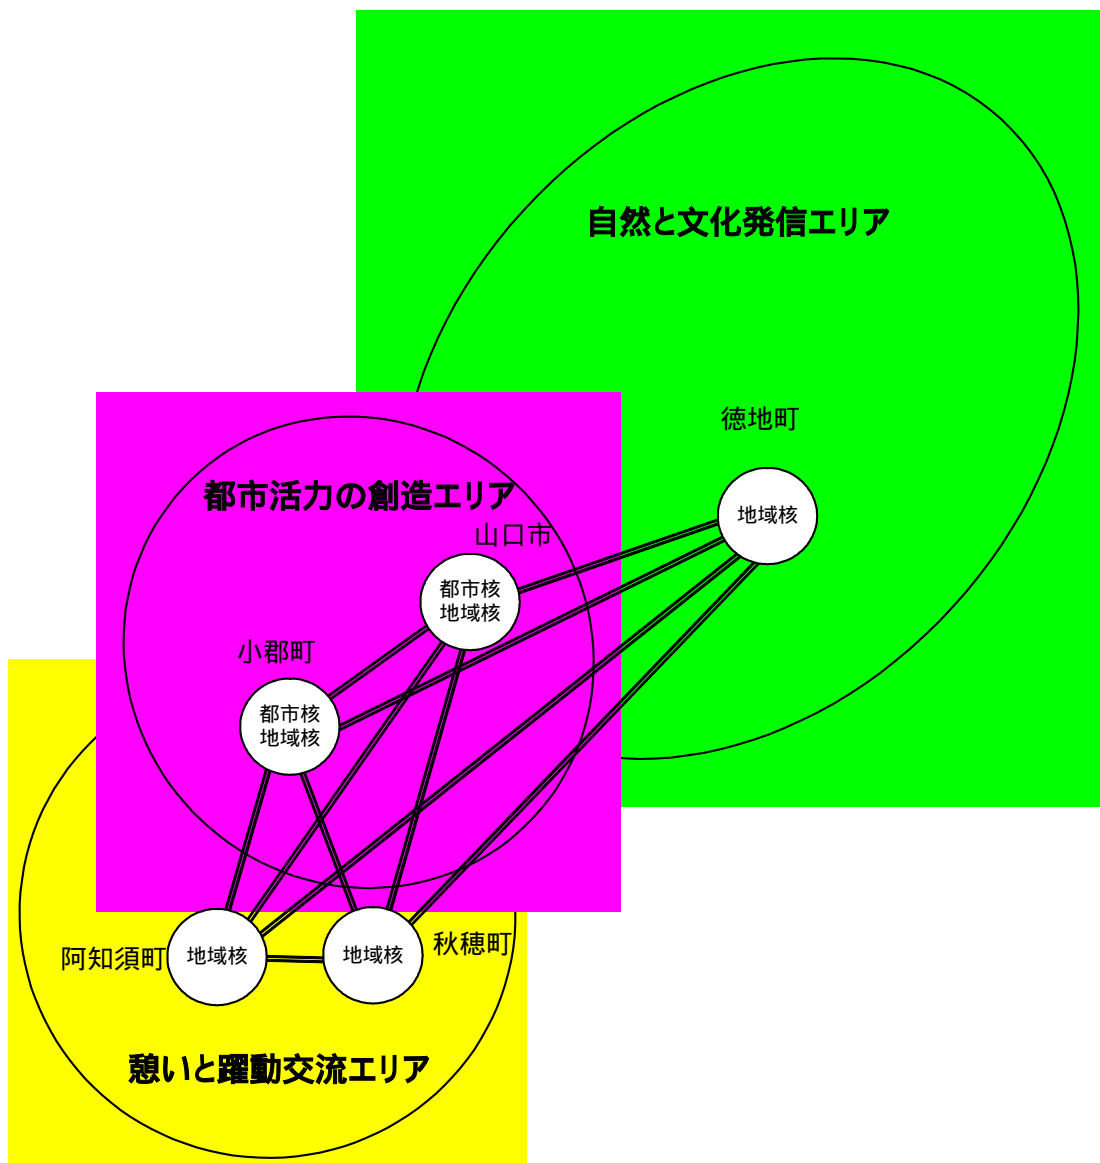 自然と文化発信エリア
徳地町
地域核
都市活力の創造エリア
山口市
都市核
地域核
小郡町
都市核
地域核
阿知須町
地域核
地域核
秋穂町
憩いと躍動交流エリア